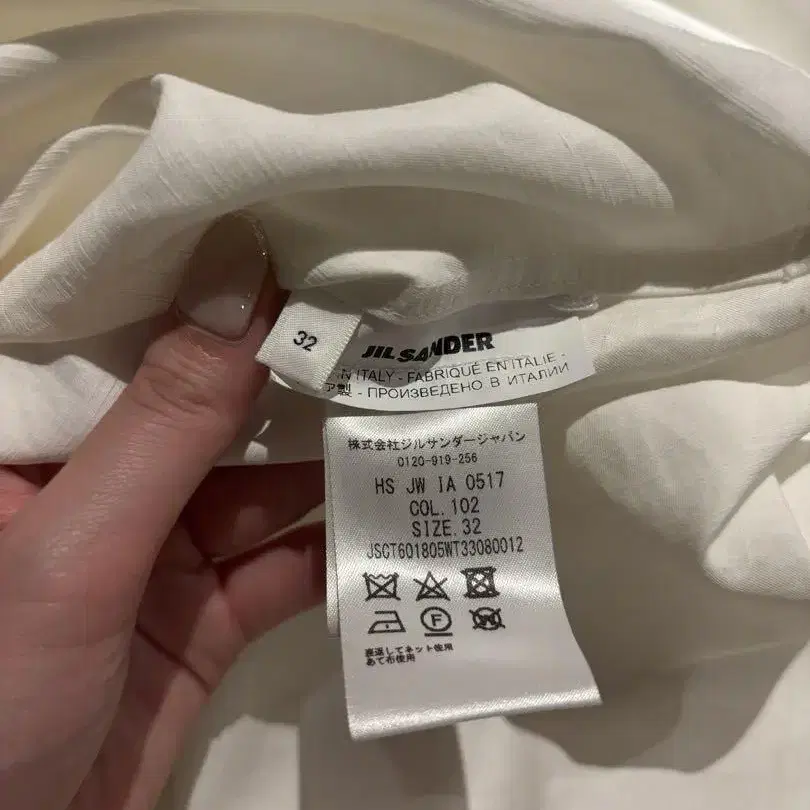 32
JIL SANDER
N ITALY - FABRIQUÉ EN ITALIE -
製 - ПРОИЗВЕДЕНО В ИТАЛИИ
株式会社ジルサンダージャパン
0120-919-256
HS JW IA 0517
COL. 102
SIZE. 32
JSCT601805WT33080012
F
W
裏返してネット使用
あて布使用